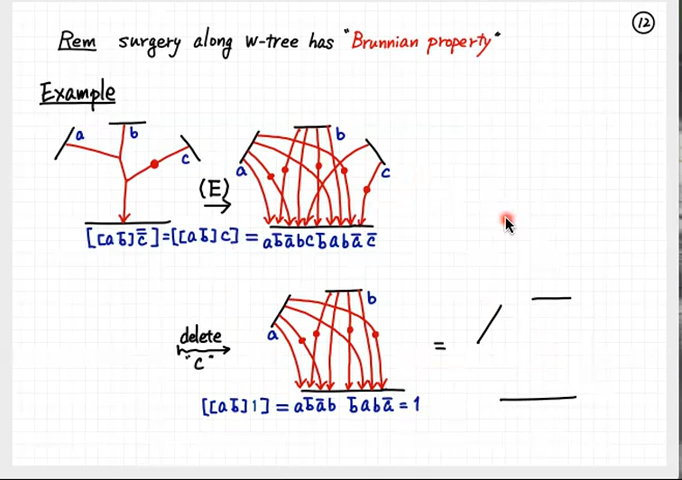 12
Rem surgery along w-tree has "Brunnian property"
Example
a b c
(E)
a b c
[[a b̄] c̿] = [[a b̄] c] = a b̄ ā b c b̄ a b ā c̄
delete "c"
a b
=
[[a b̄] 1] = a b̄ ā b b̄ a b ā = 1